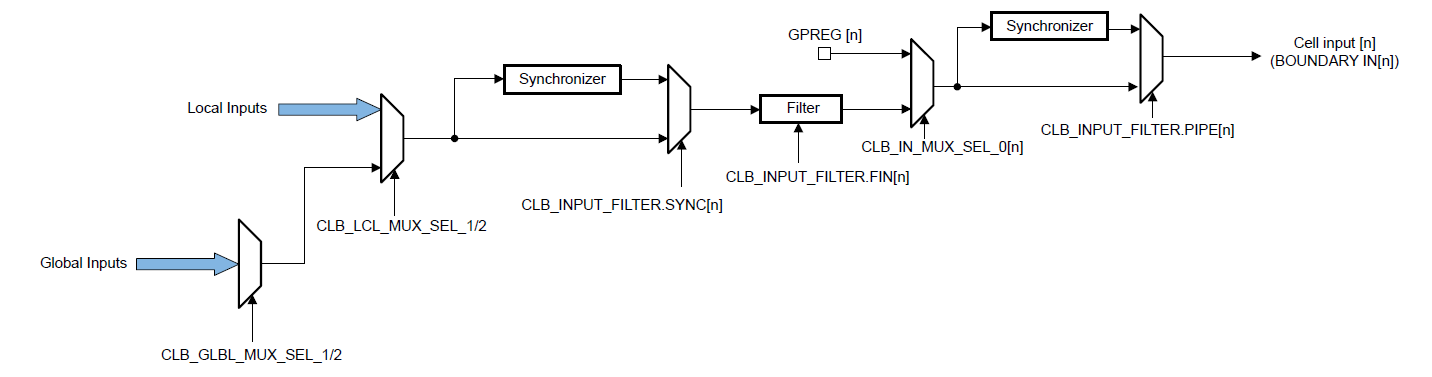 Synchronizer
GPREG [n]
Cell input [n]
(BOUNDARY IN[n])
Synchronizer
Local Inputs
Filter
CLB_INPUT_FILTER.PIPE[n]
CLB_IN_MUX_SEL_0[n]
CLB_INPUT_FILTER.FIN[n]
CLB_INPUT_FILTER.SYNC[n]
CLB_LCL_MUX_SEL_1/2
Global Inputs
CLB_GLBL_MUX_SEL_1/2